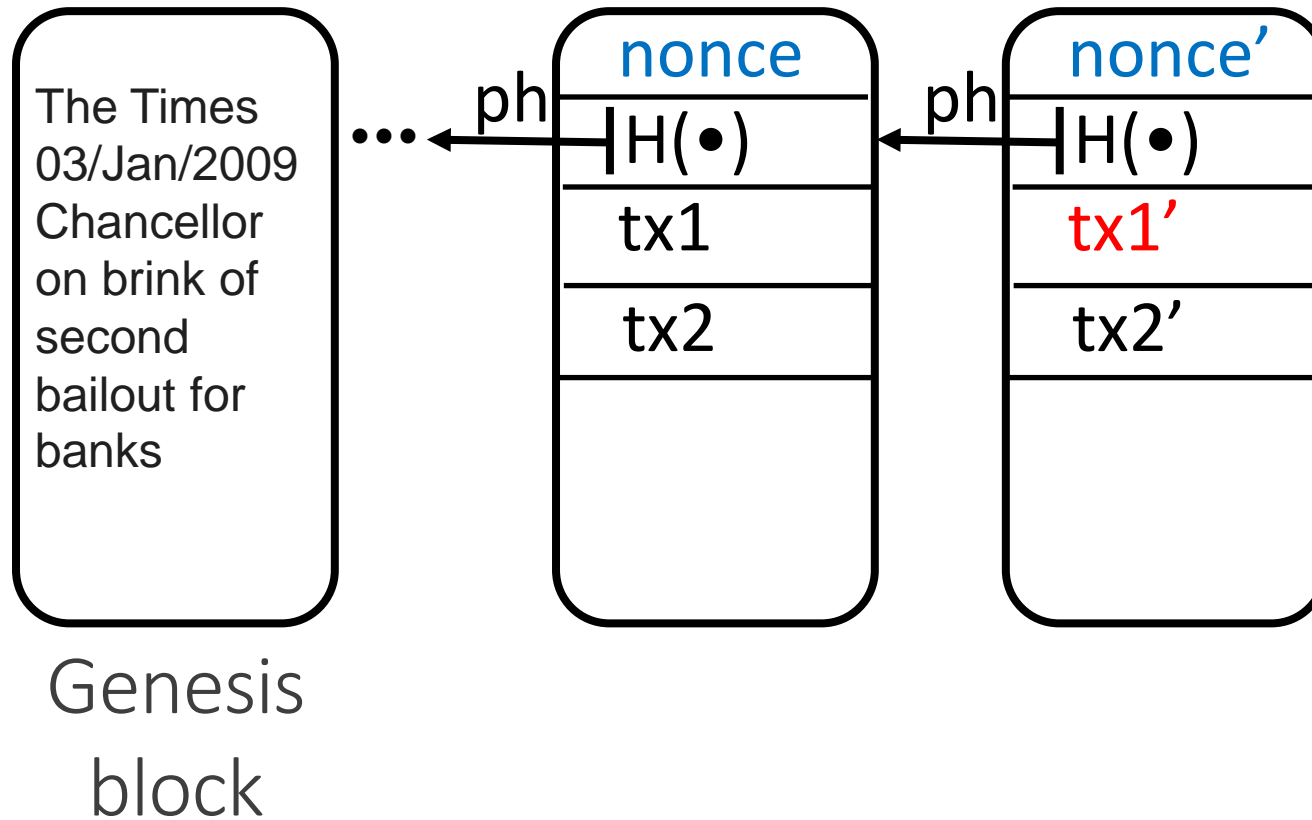 The Times
03/Jan/2009
Chancellor
on brink of
second
bailout for
banks
Genesis
block
•••
ph
nonce
H(•)
tx1
tx2
ph
nonce’
H(•)
tx1’
tx2’